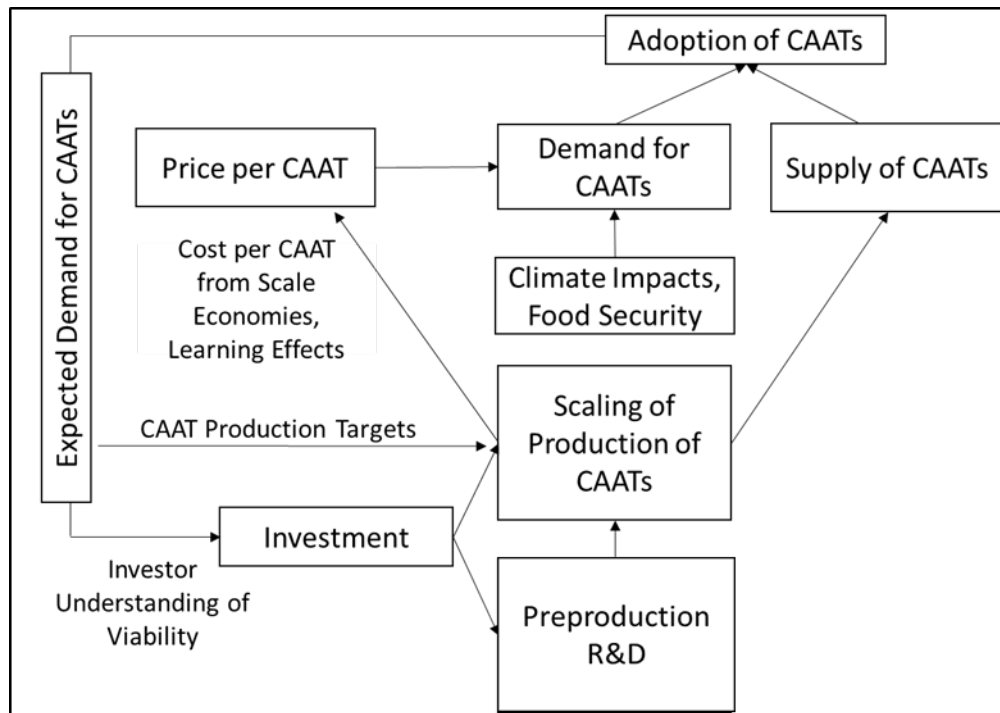 Adoption of CAATs
Expected Demand for CAATs
Price per CAAT
Demand for
CAATs
Supply of CAATs
Cost per CAAT
from Scale
Economies,
Learning Effects
Climate Impacts,
Food Security
CAAT Production Targets
Scaling of
Production of
CAATs
Investment
Investor
Understanding of
Viability
Preproduction
R&D